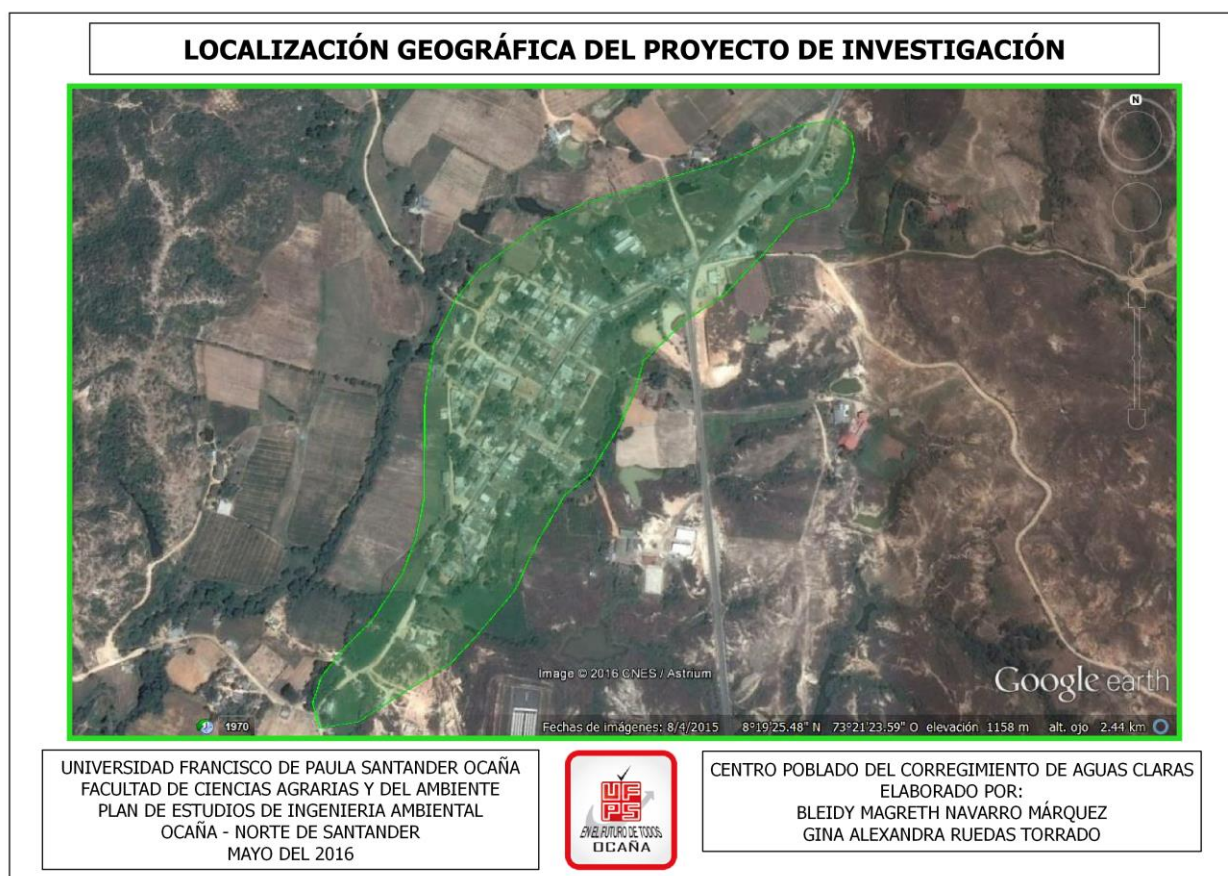 LOCALIZACIÓN GEOGRÁFICA DEL PROYECTO DE INVESTIGACIÓN
N
Image © 2016 CNES / Astrium
Google earth
1970
Fechas de imágenes: 8/4/2015 8°19'25.48" N 73°21'23.59" O elevación 1158 m alt. ojo 2.44 km
UNIVERSIDAD FRANCISCO DE PAULA SANTANDER OCAÑA
FACULTAD DE CIENCIAS AGRARIAS Y DEL AMBIENTE
PLAN DE ESTUDIOS DE INGENIERIA AMBIENTAL
OCAÑA - NORTE DE SANTANDER
MAYO DEL 2016
UF
PS
EN EL FUTURO DE TODOS
OCAÑA
CENTRO POBLADO DEL CORREGIMIENTO DE AGUAS CLARAS
ELABORADO POR:
BLEIDY MAGRETH NAVARRO MÁRQUEZ
GINA ALEXANDRA RUEDAS TORRADO